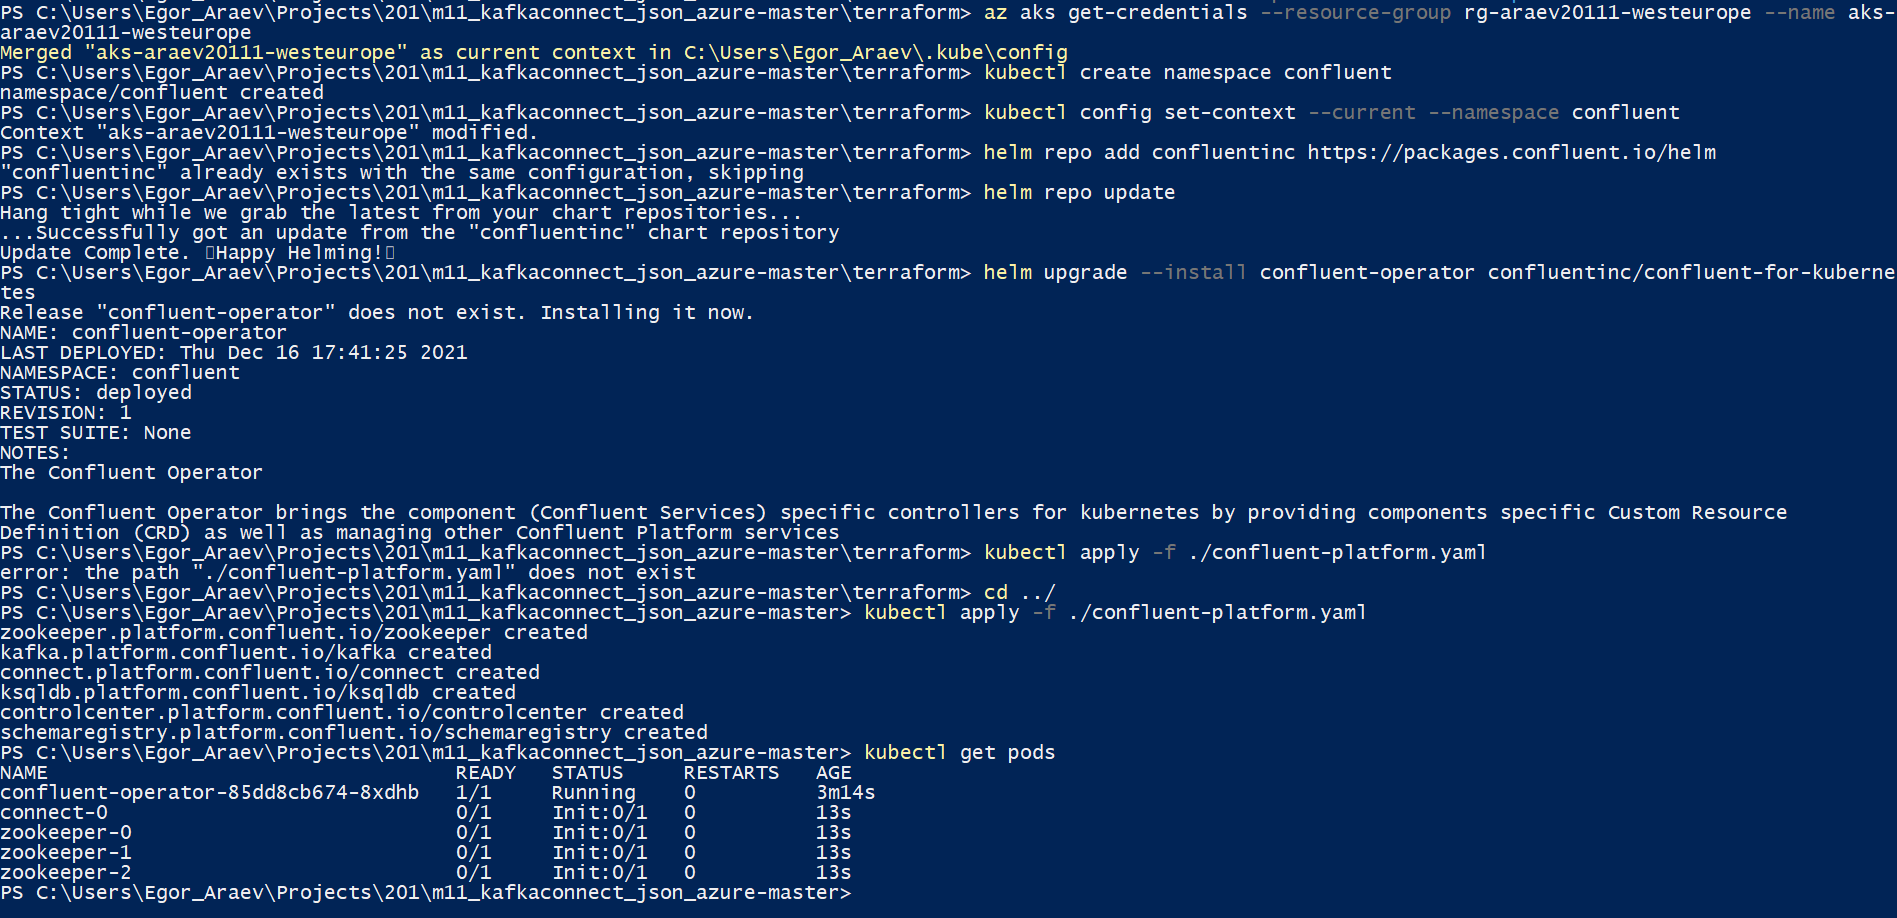 PS C:\Users\Egor_Araev\Projects\201\m11_kafkaconnect_json_azure-master\terraform> az aks get-credentials --resource-group rg-araev20111-westeurope --name aks-
araev20111-westeurope
Merged "aks-araev20111-westeurope" as current context in C:\Users\Egor_Araev\.kube\config
PS C:\Users\Egor_Araev\Projects\201\m11_kafkaconnect_json_azure-master\terraform> kubectl create namespace confluent
namespace/confluent created
PS C:\Users\Egor_Araev\Projects\201\m11_kafkaconnect_json_azure-master\terraform> kubectl config set-context --current --namespace confluent
Context "aks-araev20111-westeurope" modified.
PS C:\Users\Egor_Araev\Projects\201\m11_kafkaconnect_json_azure-master\terraform> helm repo add confluentinc https://packages.confluent.io/helm
"confluentinc" already exists with the same configuration, skipping
PS C:\Users\Egor_Araev\Projects\201\m11_kafkaconnect_json_azure-master\terraform> helm repo update
Hang tight while we grab the latest from your chart repositories...
...Successfully got an update from the "confluentinc" chart repository
Update Complete. ▯Happy Helming!▯
PS C:\Users\Egor_Araev\Projects\201\m11_kafkaconnect_json_azure-master\terraform> helm upgrade --install confluent-operator confluentinc/confluent-for-kuberne
tes
Release "confluent-operator" does not exist. Installing it now.
NAME: confluent-operator
LAST DEPLOYED: Thu Dec 16 17:41:25 2021
NAMESPACE: confluent
STATUS: deployed
REVISION: 1
TEST SUITE: None
NOTES:
The Confluent Operator
The Confluent Operator brings the component (Confluent Services) specific controllers for kubernetes by providing components specific Custom Resource
Definition (CRD) as well as managing other Confluent Platform services
PS C:\Users\Egor_Araev\Projects\201\m11_kafkaconnect_json_azure-master\terraform> kubectl apply -f ./confluent-platform.yaml
error: the path "./confluent-platform.yaml" does not exist
PS C:\Users\Egor_Araev\Projects\201\m11_kafkaconnect_json_azure-master\terraform> cd ../
PS C:\Users\Egor_Araev\Projects\201\m11_kafkaconnect_json_azure-master> kubectl apply -f ./confluent-platform.yaml
zookeeper.platform.confluent.io/zookeeper created
kafka.platform.confluent.io/kafka created
connect.platform.confluent.io/connect created
ksqldb.platform.confluent.io/ksqldb created
controlcenter.platform.confluent.io/controlcenter created
schemaregistry.platform.confluent.io/schemaregistry created
PS C:\Users\Egor_Araev\Projects\201\m11_kafkaconnect_json_azure-master> kubectl get pods
NAME READY STATUS RESTARTS AGE
confluent-operator-85dd8cb674-8xdhb 1/1 Running 0 3m14s
connect-0 0/1 Init:0/1 0 13s
zookeeper-0 0/1 Init:0/1 0 13s
zookeeper-1 0/1 Init:0/1 0 13s
zookeeper-2 0/1 Init:0/1 0 13s
PS C:\Users\Egor_Araev\Projects\201\m11_kafkaconnect_json_azure-master>